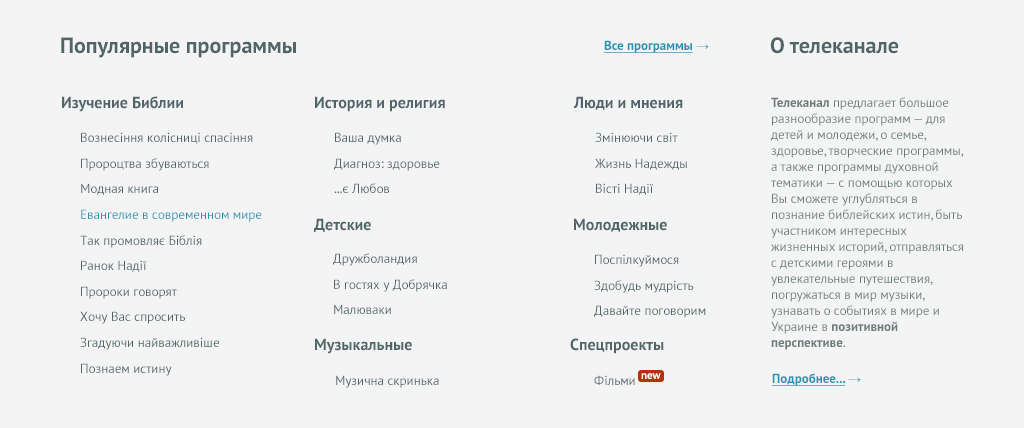 Популярные программы
Все программы →
О телеканале
Изучение Библии
Вознесіння колісниці спасіння
Пророцтва збуваються
Модная книга
Евангелие в современном мире
Так промовляє Біблія
Ранок Надії
Пророки говорят
Хочу Вас спросить
Згадуючи найважливіше
Познаем истину
История и религия
Ваша думка
Диагноз: здоровье
...є Любов
Детские
Дружболандия
В гостях у Добрячка
Малюваки
Музыкальные
Музична скринька
Люди и мнения
Змінюючи світ
Жизнь Надежды
Вісті Надії
Молодежные
Поспілкуймося
Здобудь мудрість
Давайте поговорим
Спецпроекты
Фільми new
Телеканал предлагает большое
разнообразие программ — для
детей и молодежи, о семье,
здоровье, творческие программы,
а также программы духовной
тематики — с помощью которых
Вы сможете углубляться в
познание библейских истин, быть
участником интересных
жизненных историй, отправляться
с детскими героями в
увлекательные путешествия,
погружаться в мир музыки,
узнавать о событиях в мире и
Украине в позитивной
перспективе.
Подробнее... →